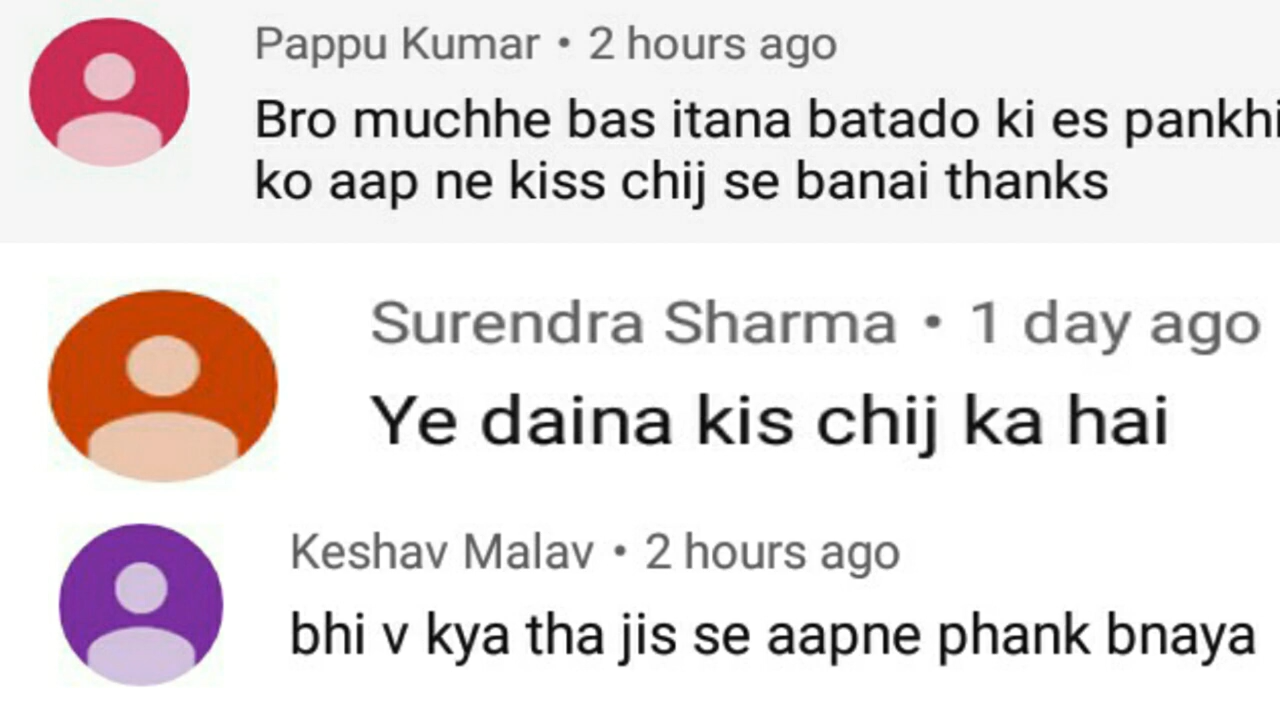 Pappu Kumar • 2 hours ago
Bro muchhe bas itana batado ki es pankhi
ko aap ne kiss chij se banai thanks
Surendra Sharma • 1 day ago
Ye daina kis chij ka hai
Keshav Malav • 2 hours ago
bhi v kya tha jis se aapne phank bnaya